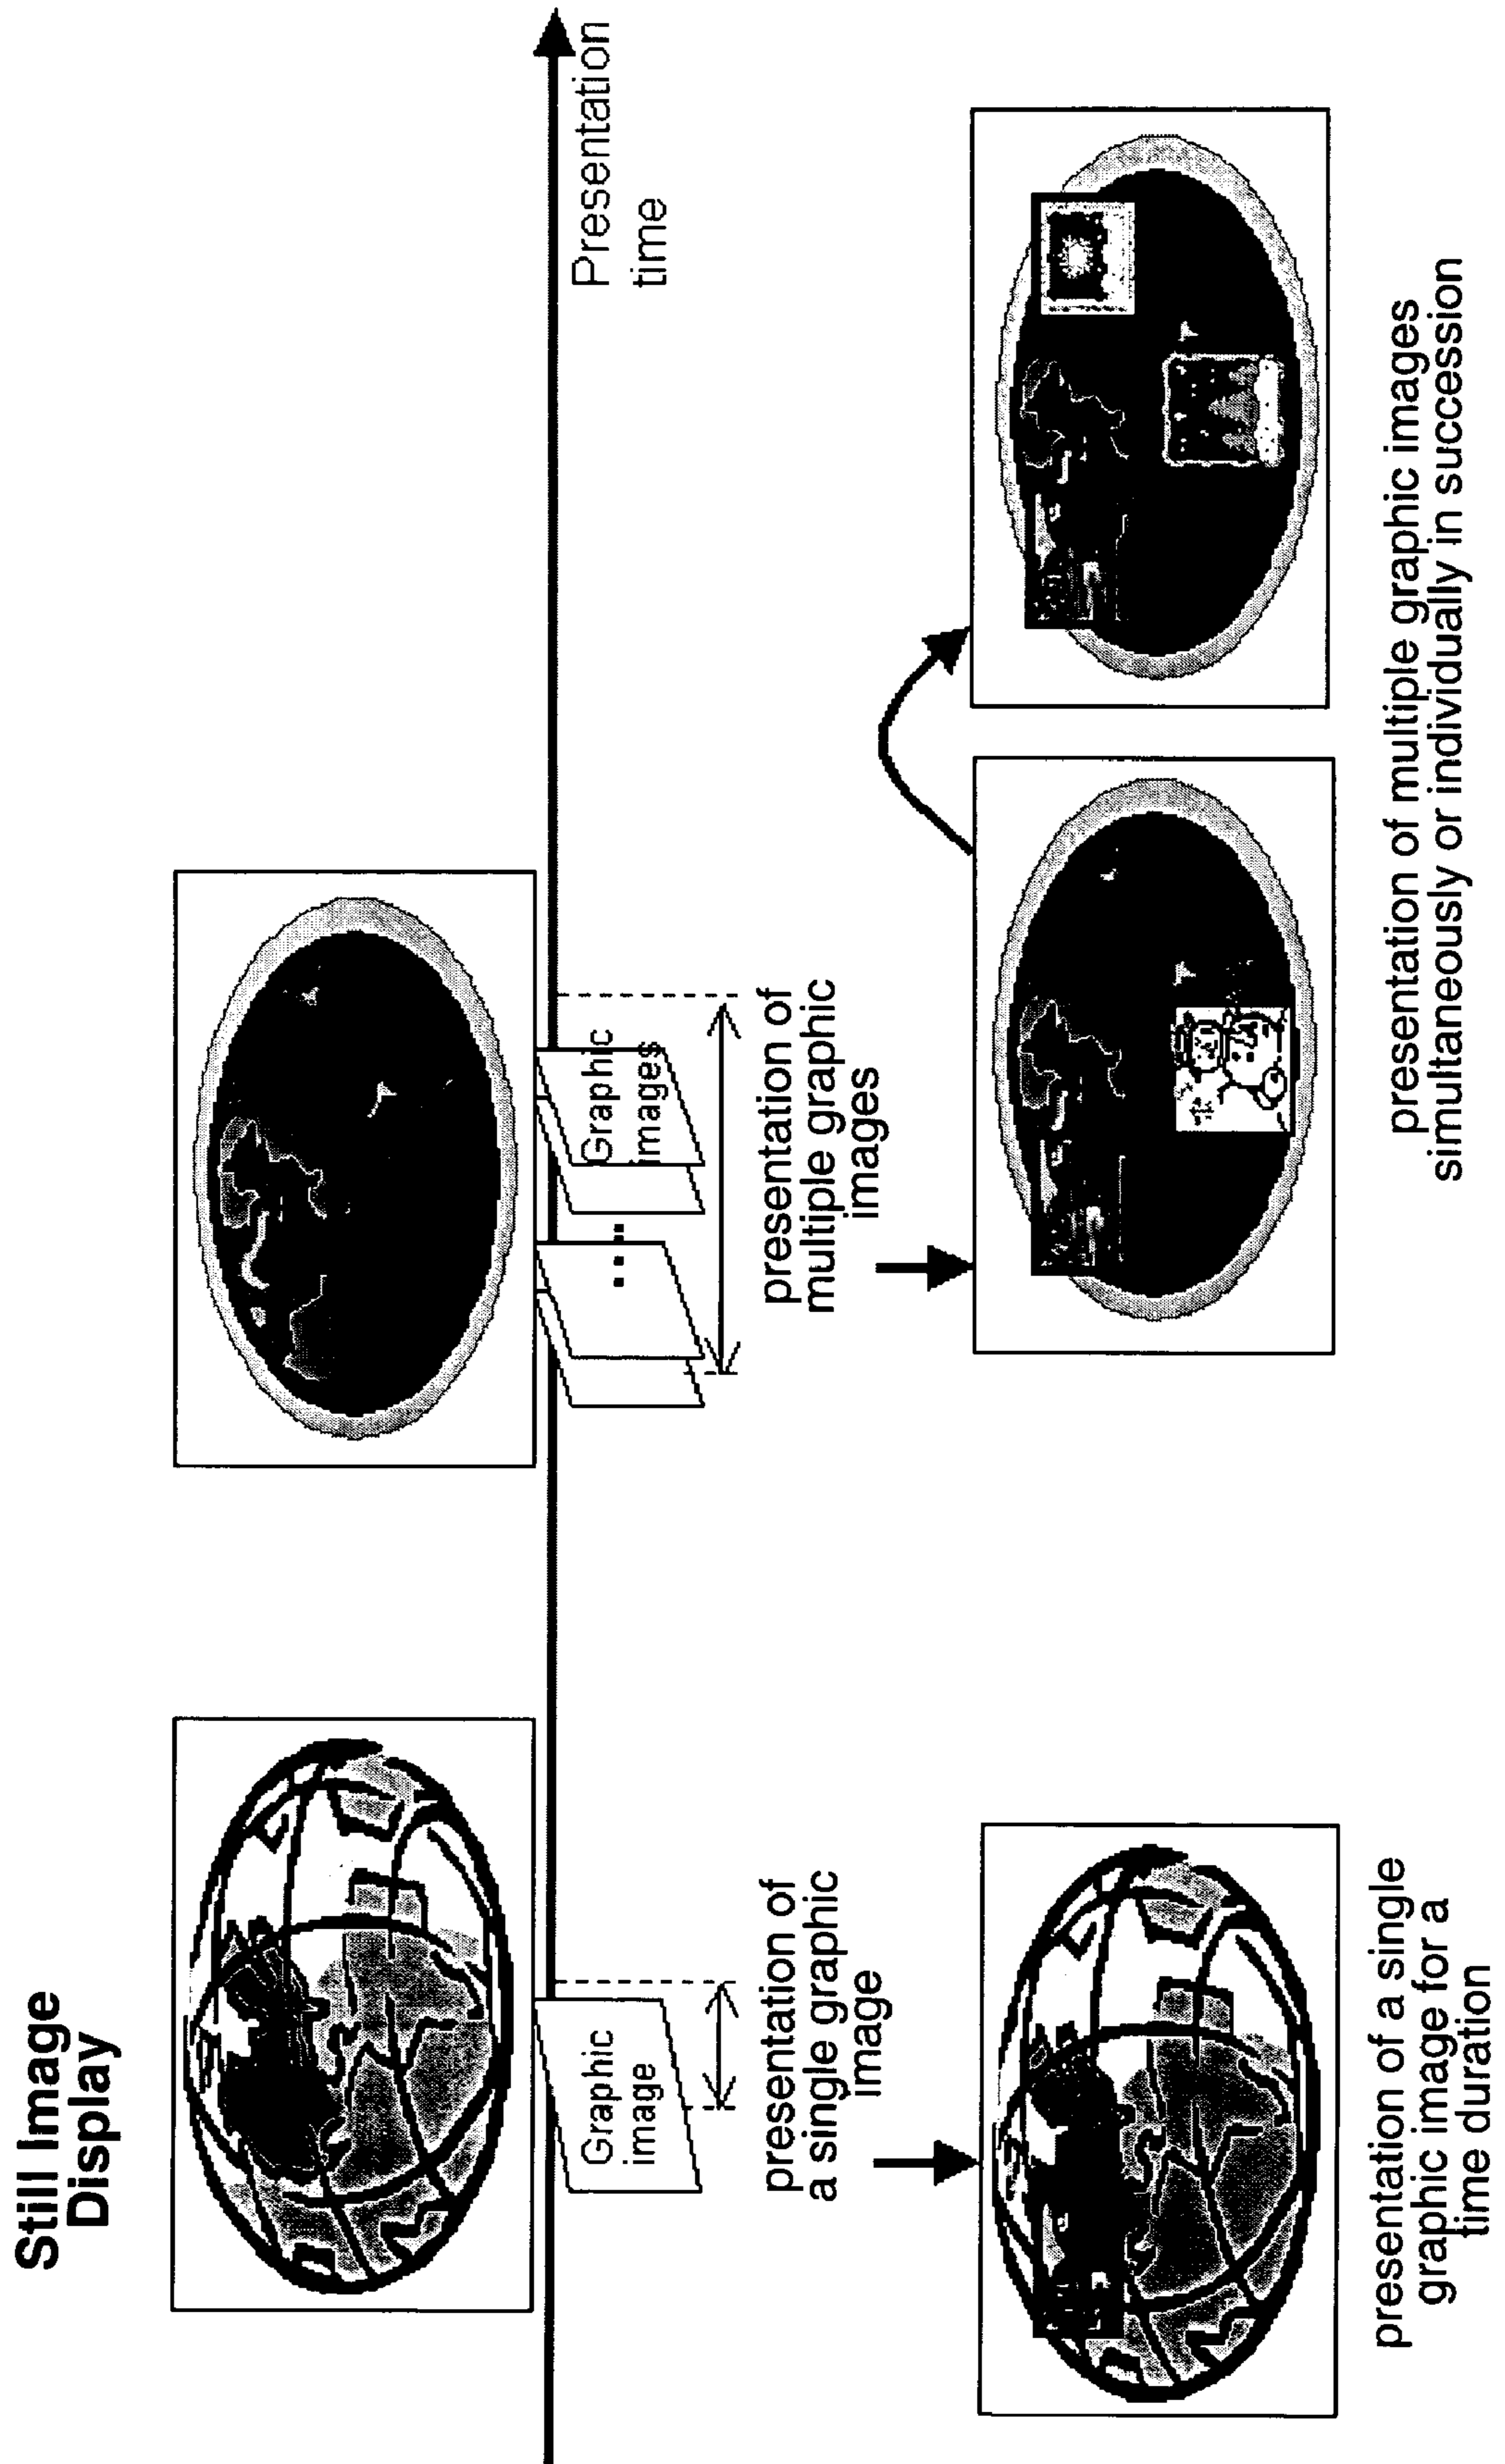 Still Image
Display
Graphic
image
presentation of
a single graphic
image
presentation of a single
graphic image for a
time duration
Graphic
images
...
presentation of
multiple graphic
images
presentation of multiple graphic images
simultaneously or individually in succession
Presentation
time